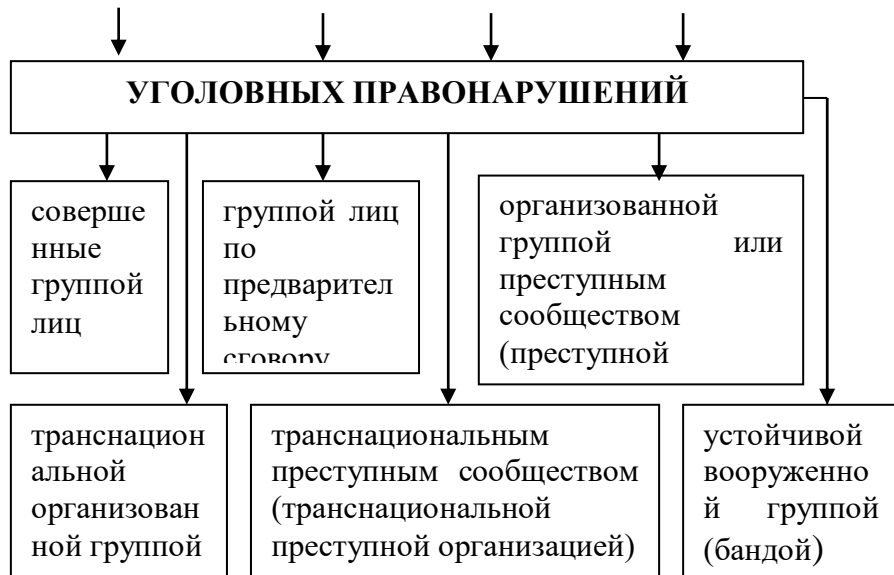 УГОЛОВНЫХ ПРАВОНАРУШЕНИЙ
соверше
нные
группой
лиц
группой лиц
по
предварител
ьному
сговору
организованной
группой или
преступным
сообществом
(преступной
транснацион
альной
организован
ной группой
транснациональным
преступным сообществом
(транснациональной
преступной организацией)
устойчивой
вооруженно
й группой
(бандой)